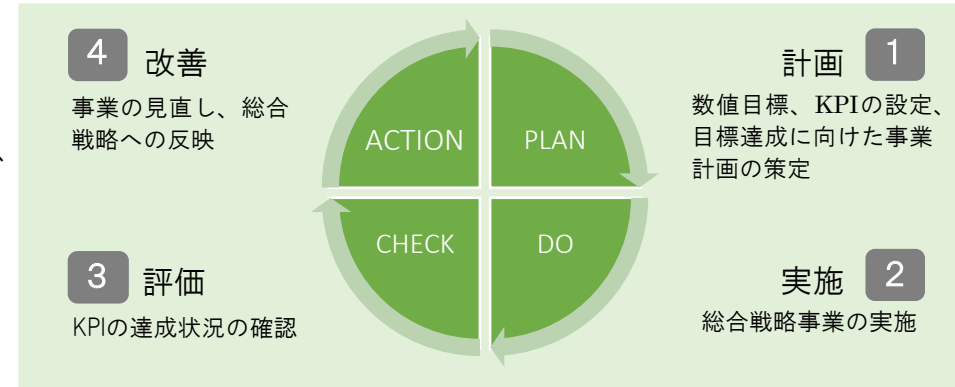 4 改善
事業の見直し、総合
戦略への反映
、
ACTION
PLAN
計画 1
数値目標、KPIの設定、
目標達成に向けた事業
計画の策定
CHECK
DO
3 評価
KPIの達成状況の確認
実施 2
総合戦略事業の実施